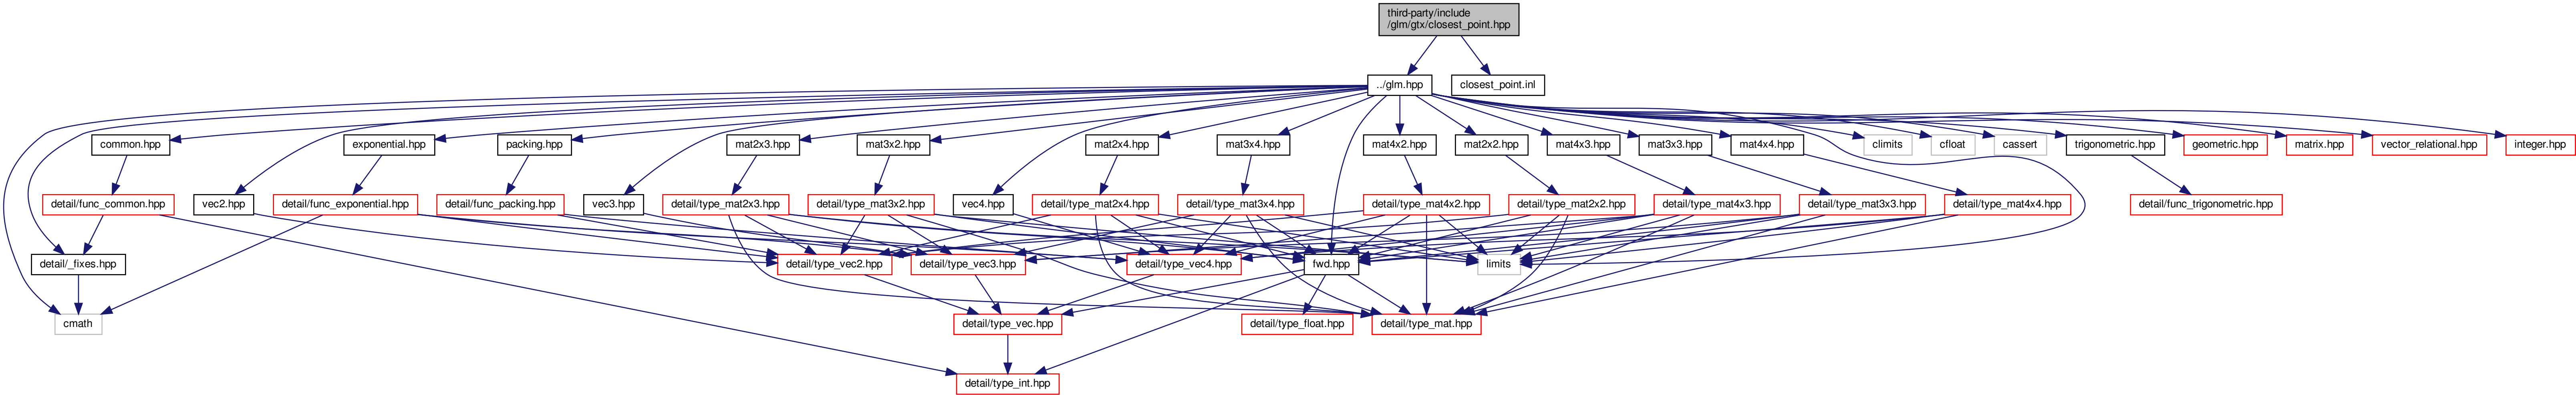 third-party/include
/glm/gtx/closest_point.hpp
../glm.hpp
closest_point.inl
common.hpp
exponential.hpp
packing.hpp
mat2x3.hpp
mat3x2.hpp
mat2x4.hpp
mat3x4.hpp
mat4x2.hpp
mat2x2.hpp
mat4x3.hpp
mat3x3.hpp
mat4x4.hpp
climits
cfloat
cassert
trigonometric.hpp
geometric.hpp
matrix.hpp
vector_relational.hpp
integer.hpp
detail/func_common.hpp
vec2.hpp
detail/func_exponential.hpp
detail/func_packing.hpp
vec3.hpp
detail/type_mat2x3.hpp
detail/type_mat3x2.hpp
vec4.hpp
detail/type_mat2x4.hpp
detail/type_mat3x4.hpp
detail/type_mat4x2.hpp
detail/type_mat2x2.hpp
detail/type_mat4x3.hpp
detail/type_mat3x3.hpp
detail/type_mat4x4.hpp
detail/func_trigonometric.hpp
detail/_fixes.hpp
detail/type_vec2.hpp
detail/type_vec3.hpp
detail/type_vec4.hpp
fwd.hpp
limits
cmath
detail/type_vec.hpp
detail/type_float.hpp
detail/type_mat.hpp
detail/type_int.hpp